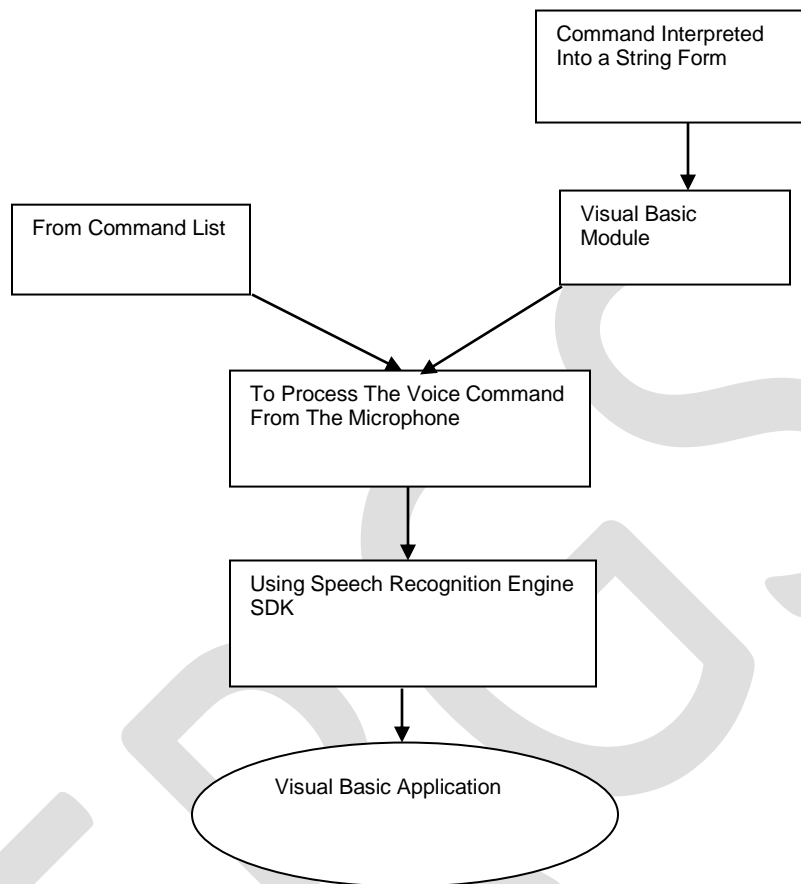 Command Interpreted
Into a String Form
From Command List
Visual Basic
Module
To Process The Voice Command
From The Microphone
Using Speech Recognition Engine
SDK
Visual Basic Application